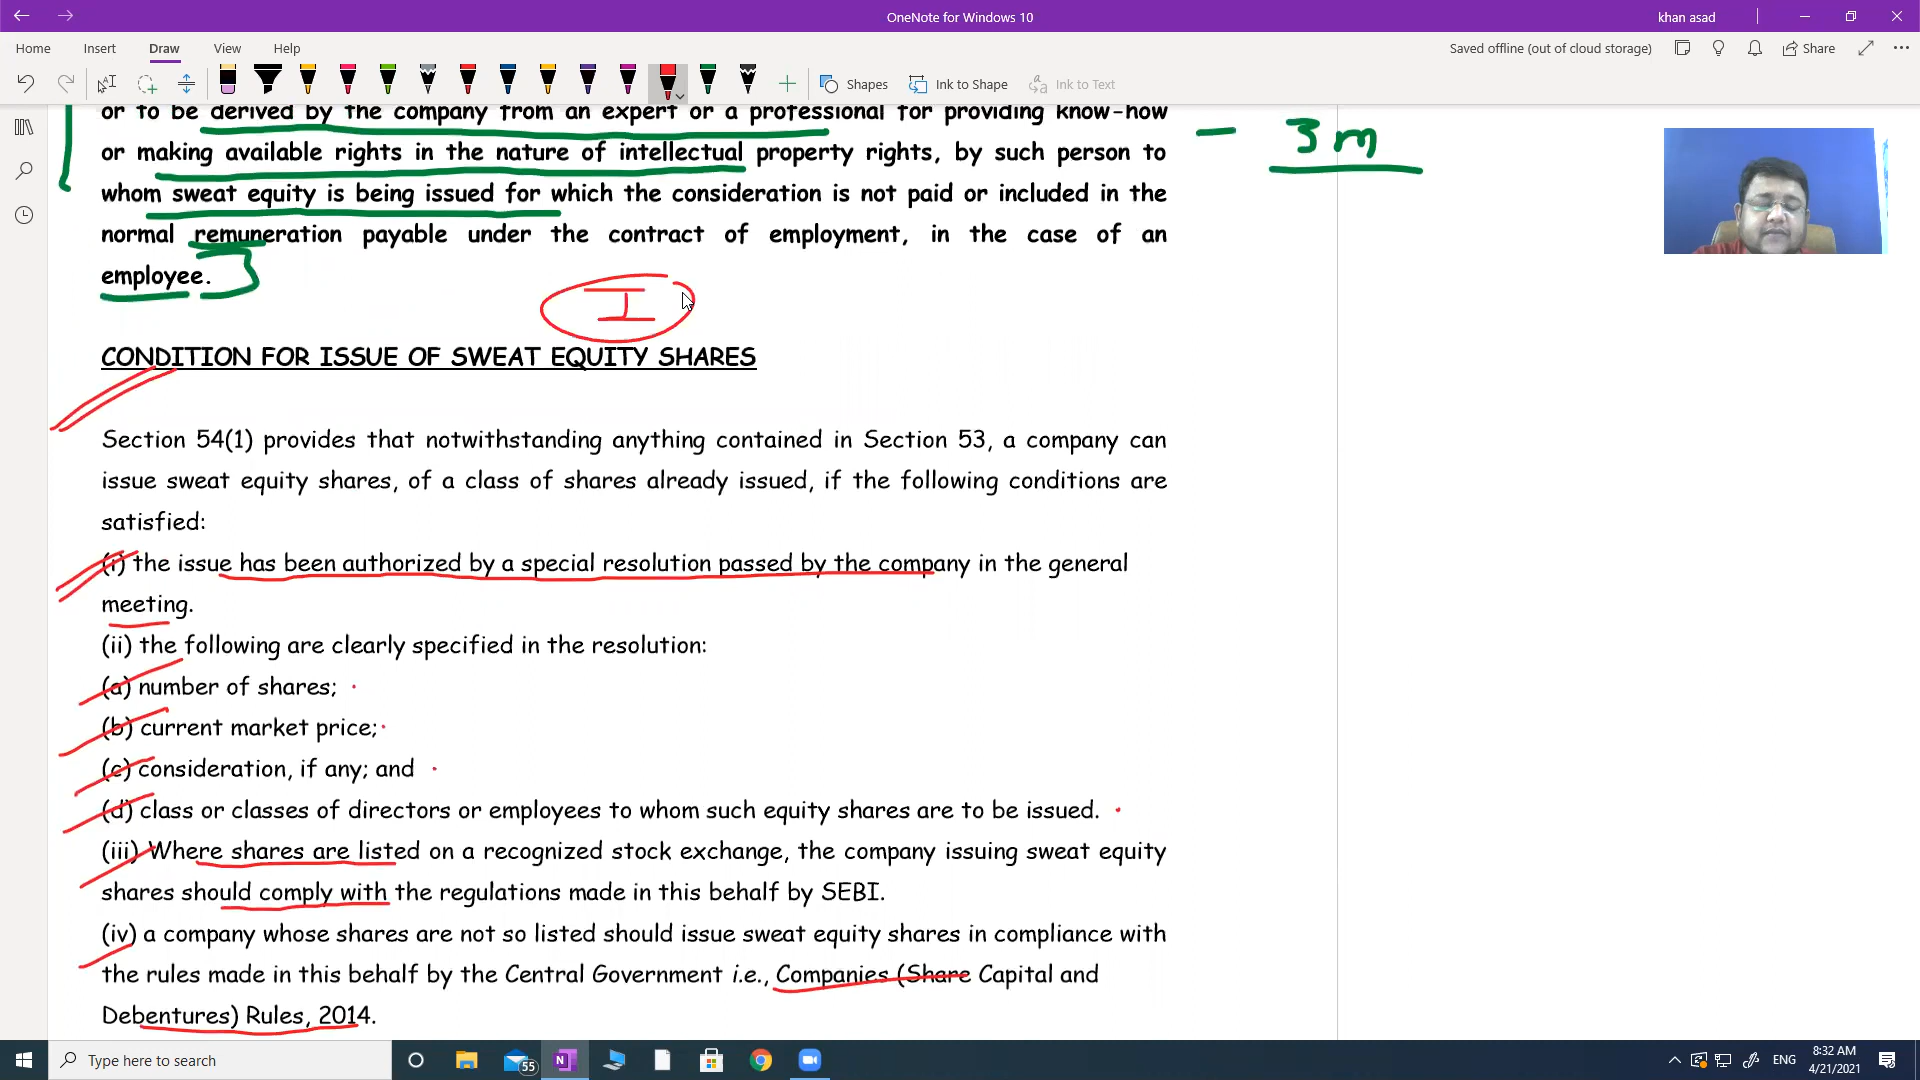 OneNote for Windows 10
khan asad
Home Insert Draw View Help
Saved offline (out of cloud storage)
Share
Shapes
Ink to Shape
Ink to Text
or to be derived by the company from an expert or a professional for providing know-how
or making available rights in the nature of intellectual property rights, by such person to
whom sweat equity is being issued for which the consideration is not paid or included in the
normal remuneration payable under the contract of employment, in the case of an
employee.
- 3 m
I
CONDITION FOR ISSUE OF SWEAT EQUITY SHARES
Section 54(1) provides that notwithstanding anything contained in Section 53, a company can
issue sweat equity shares, of a class of shares already issued, if the following conditions are
satisfied:
(i) the issue has been authorized by a special resolution passed by the company in the general
meeting.
(ii) the following are clearly specified in the resolution:
(a) number of shares;
(b) current market price;
(c) consideration, if any; and
(d) class or classes of directors or employees to whom such equity shares are to be issued.
(iii) Where shares are listed on a recognized stock exchange, the company issuing sweat equity
shares should comply with the regulations made in this behalf by SEBI.
(iv) a company whose shares are not so listed should issue sweat equity shares in compliance with
the rules made in this behalf by the Central Government i.e., Companies (Share Capital and
Debentures) Rules, 2014.
Type here to search
55
ENG
8:32 AM
4/21/2021